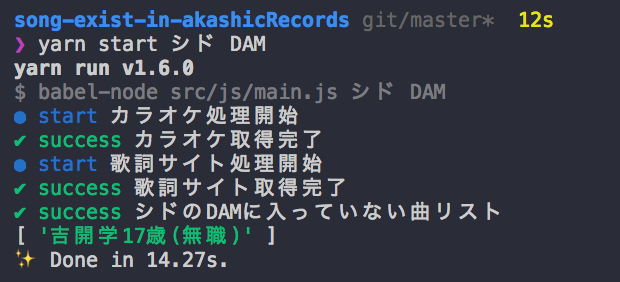 song-exist-in-akashicRecords git/master* 12s
❯ yarn start シド DAM
yarn run v1.6.0
$ babel-node src/js/main.js シド DAM
● start カラオケ処理開始
✔ success カラオケ取得完了
● start 歌詞サイト処理開始
✔ success 歌詞サイト取得完了
✔ success シドのDAMに入っていない曲リスト
[ '吉開学17歳(無職)' ]
✨ Done in 14.27s.